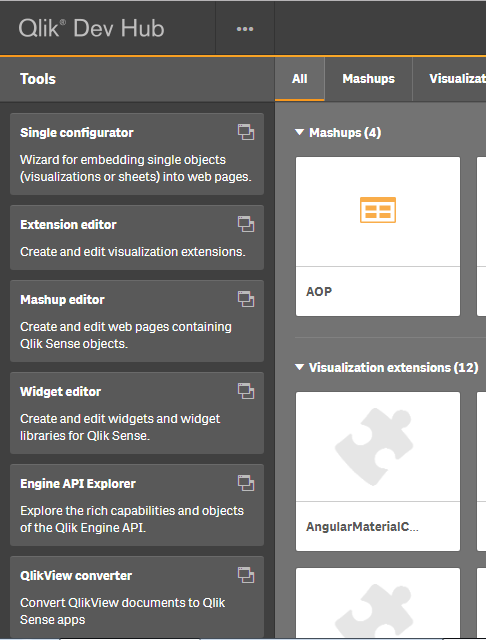 Qlik® Dev Hub
•••
Tools
All
Mashups
Visualizat
Single configurator
Wizard for embedding single objects
(visualizations or sheets) into web pages.
Extension editor
Create and edit visualization extensions.
Mashup editor
Create and edit web pages containing
Qlik Sense objects.
Widget editor
Create and edit widgets and widget
libraries for Qlik Sense.
Engine API Explorer
Explore the rich capabilities and objects
of the Qlik Engine API.
QlikView converter
Convert QlikView documents to Qlik
Sense apps
Mashups (4)
AOP
Visualization extensions (12)
AngularMaterialC...